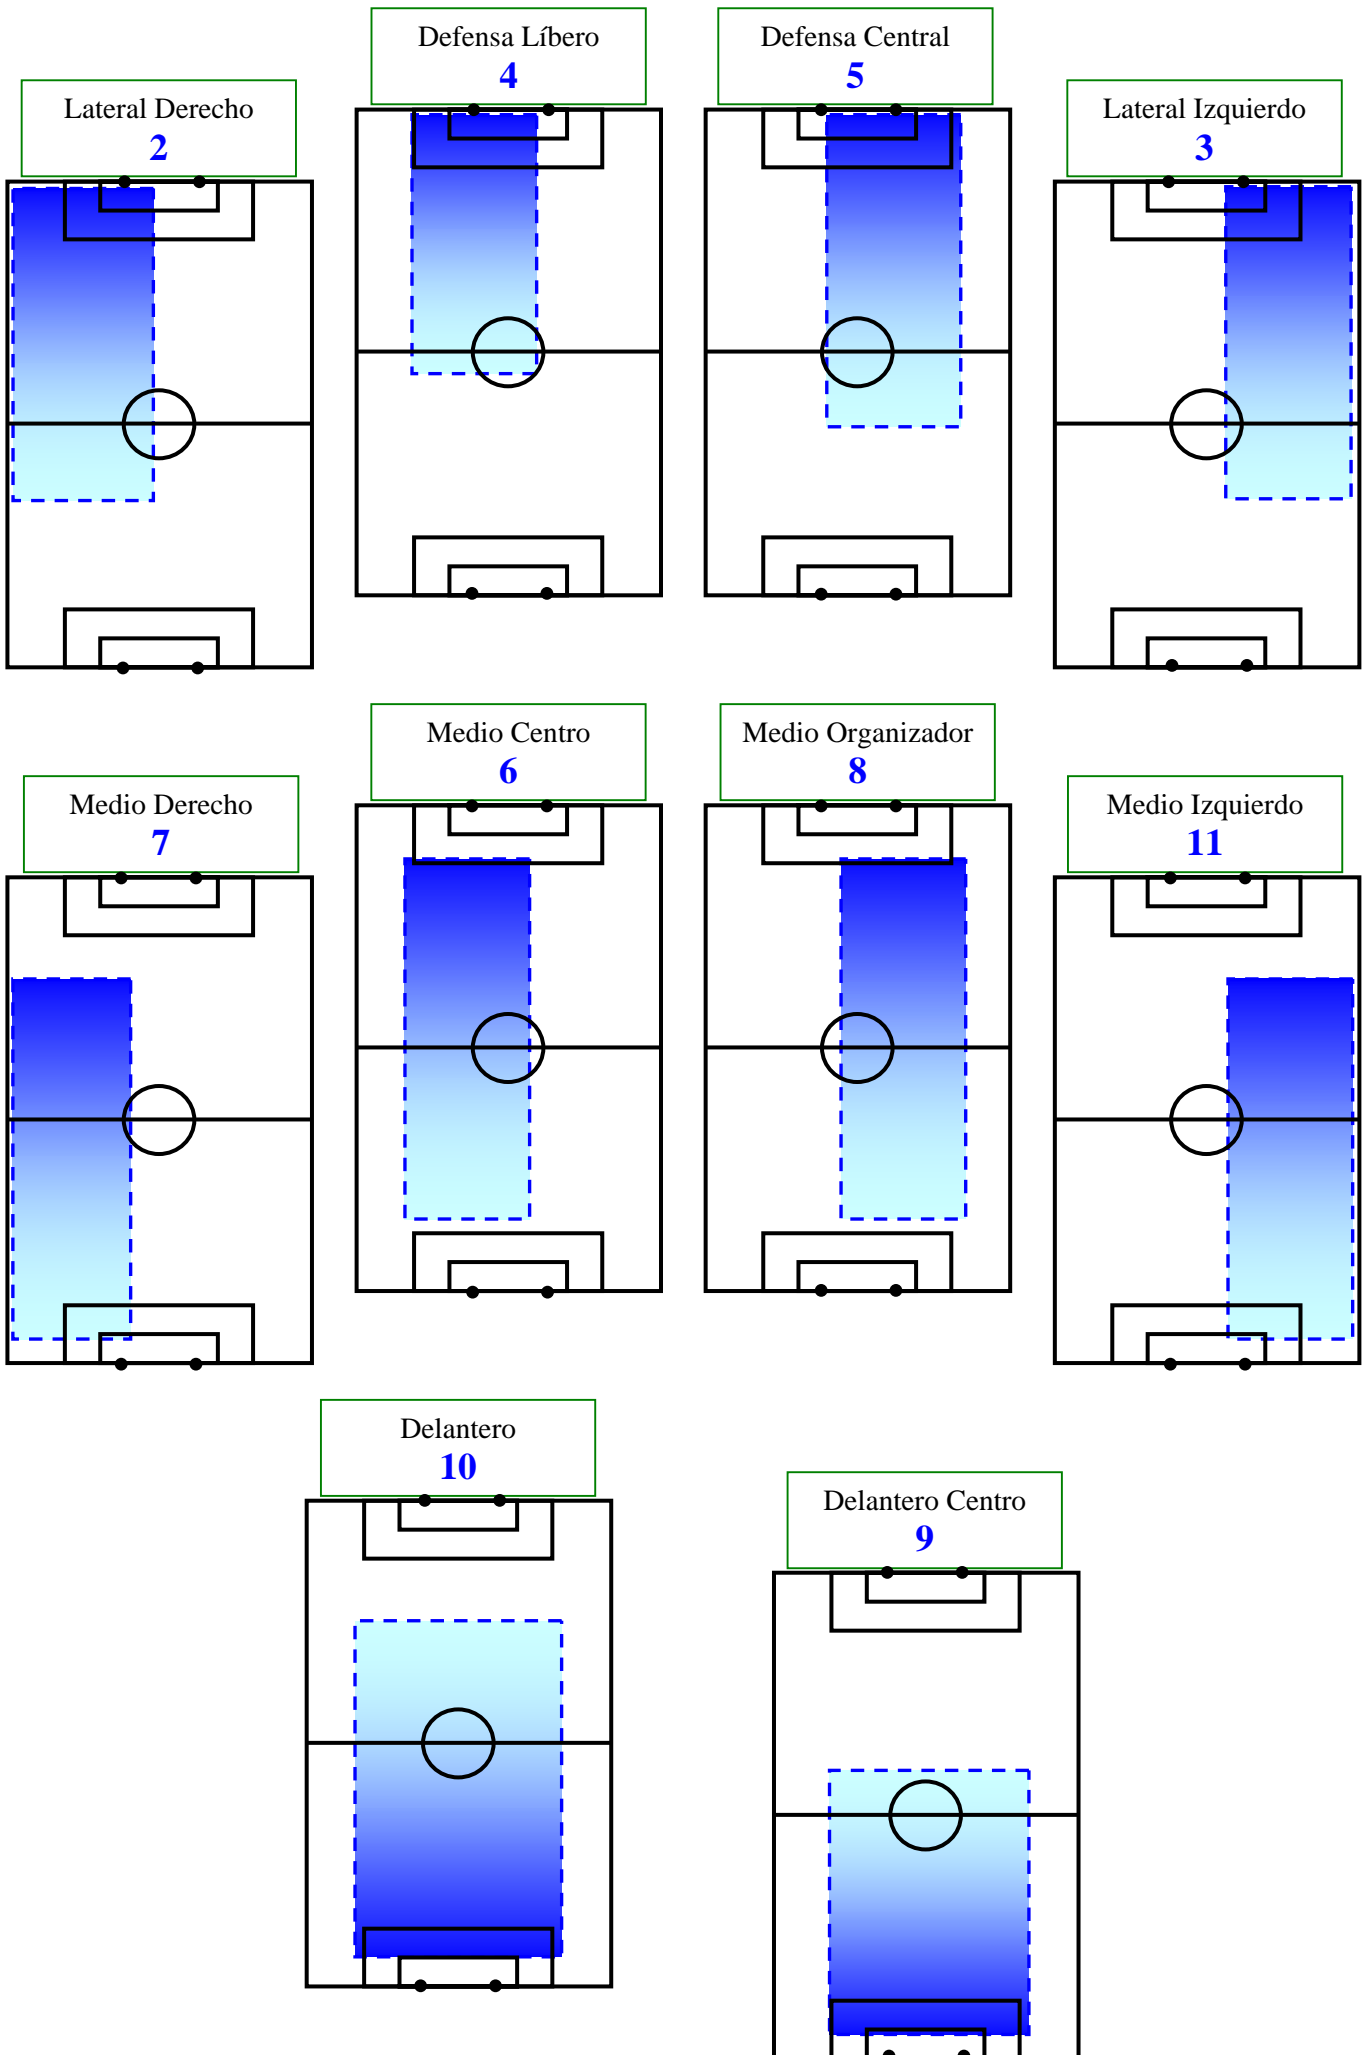 Defensa Líbero
4
Defensa Central
5
Lateral Derecho
2
Lateral Izquierdo
3
Medio Centro
6
Medio Organizador
8
Medio Derecho
7
Medio Izquierdo
11
Delantero
10
Delantero Centro
9